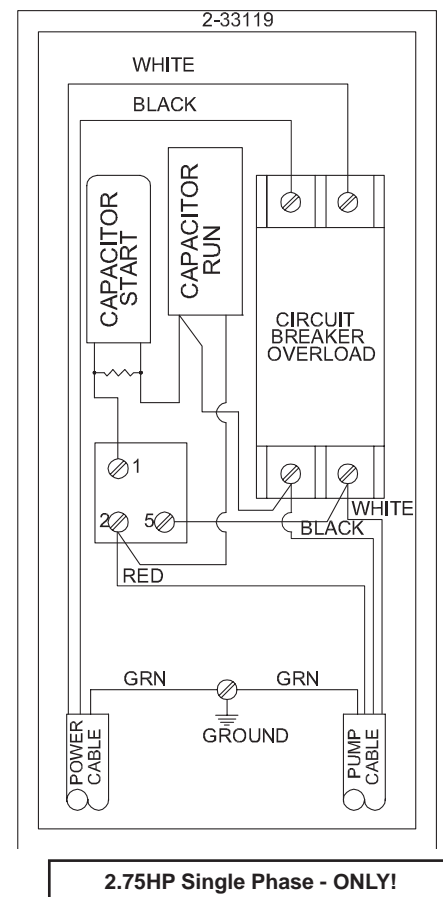 2-33119
WHITE
BLACK
CAPACITOR
START
CAPACITOR
RUN
CIRCUIT
BREAKER
OVERLOAD
1
2
5
WHITE
BLACK
RED
GRN
GRN
GROUND
POWER
CABLE
PUMP
CABLE
2.75HP Single Phase - ONLY!